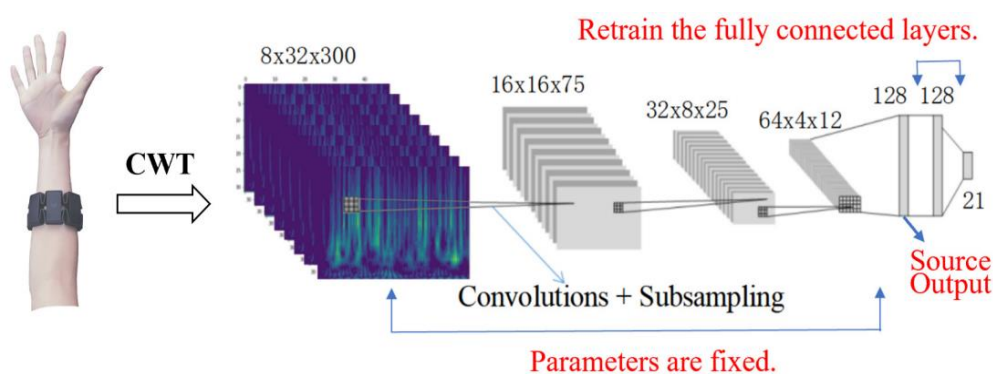 Retrain the fully connected layers.
8x32x300
16x16x75
32x8x25
64x4x12
128 128
CWT
21
Source
Output
Convolutions + Subsampling
Parameters are fixed.